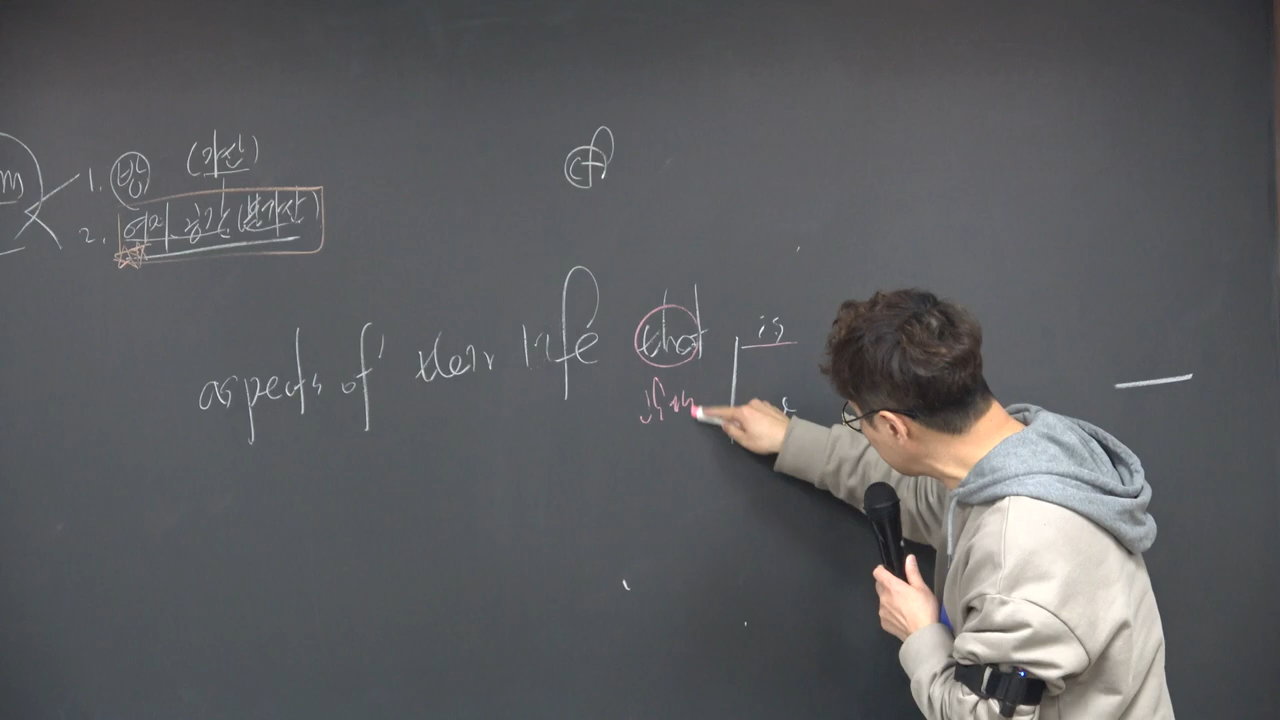 m
1. 방 (가산)
2. 여지, 공간 (불가산)
cf
aspects of their life that is